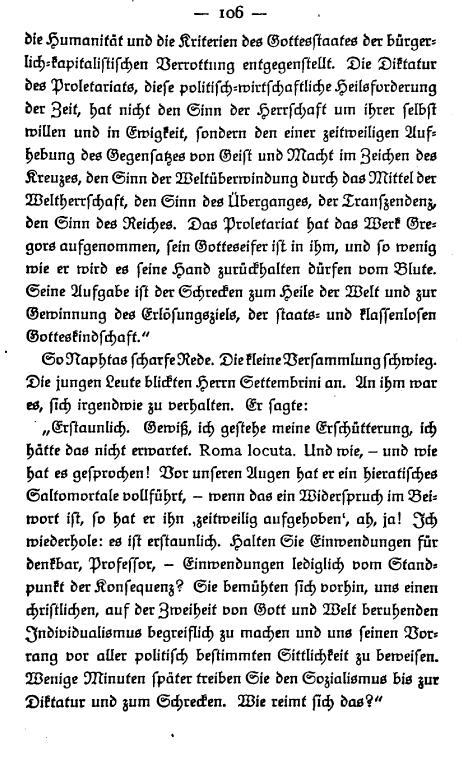 — 106 —
die Humanität und die Kriterien des Gottesstaates der bürger-
lich-kapitalistischen Verrottung entgegenstellt. Die Diktatur
des Proletariats, diese politisch-wirtschaftliche Heilsforderung
der Zeit, hat nicht den Sinn der Herrschaft um ihrer selbst
willen und in Ewigkeit, sondern den einer zeitweiligen Auf-
hebung des Gegensatzes von Geist und Macht im Zeichen des
Kreuzes, den Sinn der Weltüberwindung durch das Mittel der
Weltherrschaft, den Sinn des Überganges, der Transzendenz,
den Sinn des Reiches. Das Proletariat hat das Werk Gre-
gors aufgenommen, sein Gotteseifer ist in ihm, und so wenig
wie er wird es seine Hand zurückhalten dürfen vom Blute.
Seine Aufgabe ist der Schrecken zum Heile der Welt und zur
Gewinnung des Erlösungsziels, der staats- und klassenlosen
Gotteskindschaft.“
So Naphtas scharfe Rede. Die kleine Versammlung schwieg.
Die jungen Leute blickten Herrn Settembrini an. An ihm war
es, sich irgendwie zu verhalten. Er sagte:
„Erstaunlich. Gewiß, ich gestehe meine Erschütterung, ich
hätte das nicht erwartet. Roma locuta. Und wie, – und wie
hat es gesprochen! Vor unseren Augen hat er ein hieratisches
Saltomortale vollführt, – wenn das ein Widerspruch im Bei-
wort ist, so hat er ihn ‚zeitweilig aufgehoben‘, ah, ja! Ich
wiederhole: es ist erstaunlich. Halten Sie Einwendungen für
denkbar, Professor, – Einwendungen lediglich vom Stand-
punkt der Konsequenz? Sie bemühten sich vorhin, uns einen
christlichen, auf der Zweiheit von Gott und Welt beruhenden
Individualismus begreiflich zu machen und uns seinen Vor-
rang vor aller politisch bestimmten Sittlichkeit zu beweisen.
Wenige Minuten später treiben Sie den Sozialismus bis zur
Diktatur und zum Schrecken. Wie reimt sich das?“